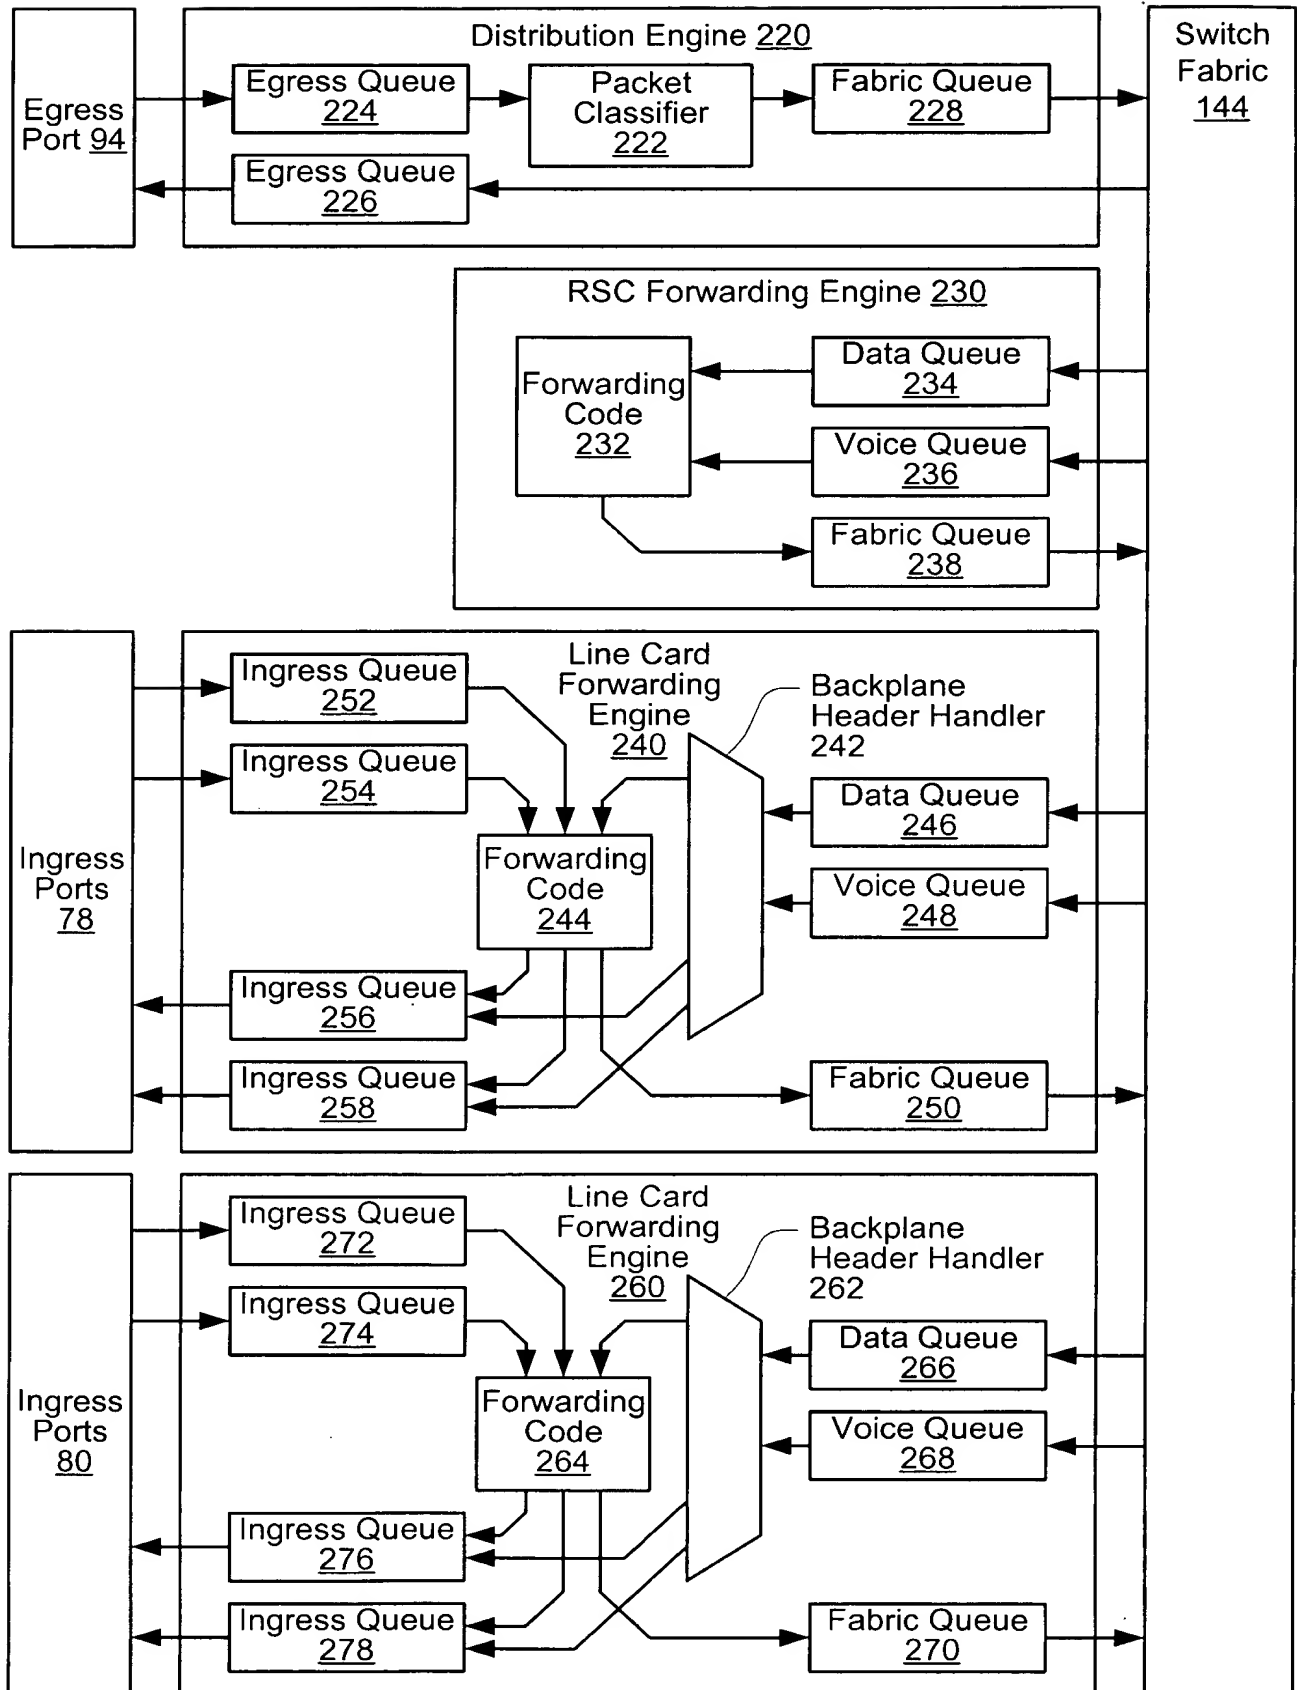 Egress
Port 94
Distribution Engine 220
Egress Queue
224
Packet
Classifier
222
Fabric Queue
228
Egress Queue
226
Switch
Fabric
144
RSC Forwarding Engine 230
Forwarding
Code
232
Data Queue
234
Voice Queue
236
Fabric Queue
238
Ingress
Ports
78
Ingress Queue
252
Ingress Queue
254
Line Card
Forwarding
Engine
240
Backplane
Header Handler
242
Forwarding
Code
244
Data Queue
246
Voice Queue
248
Ingress Queue
256
Ingress Queue
258
Fabric Queue
250
Ingress
Ports
80
Ingress Queue
272
Ingress Queue
274
Line Card
Forwarding
Engine
260
Backplane
Header Handler
262
Forwarding
Code
264
Data Queue
266
Voice Queue
268
Ingress Queue
276
Ingress Queue
278
Fabric Queue
270